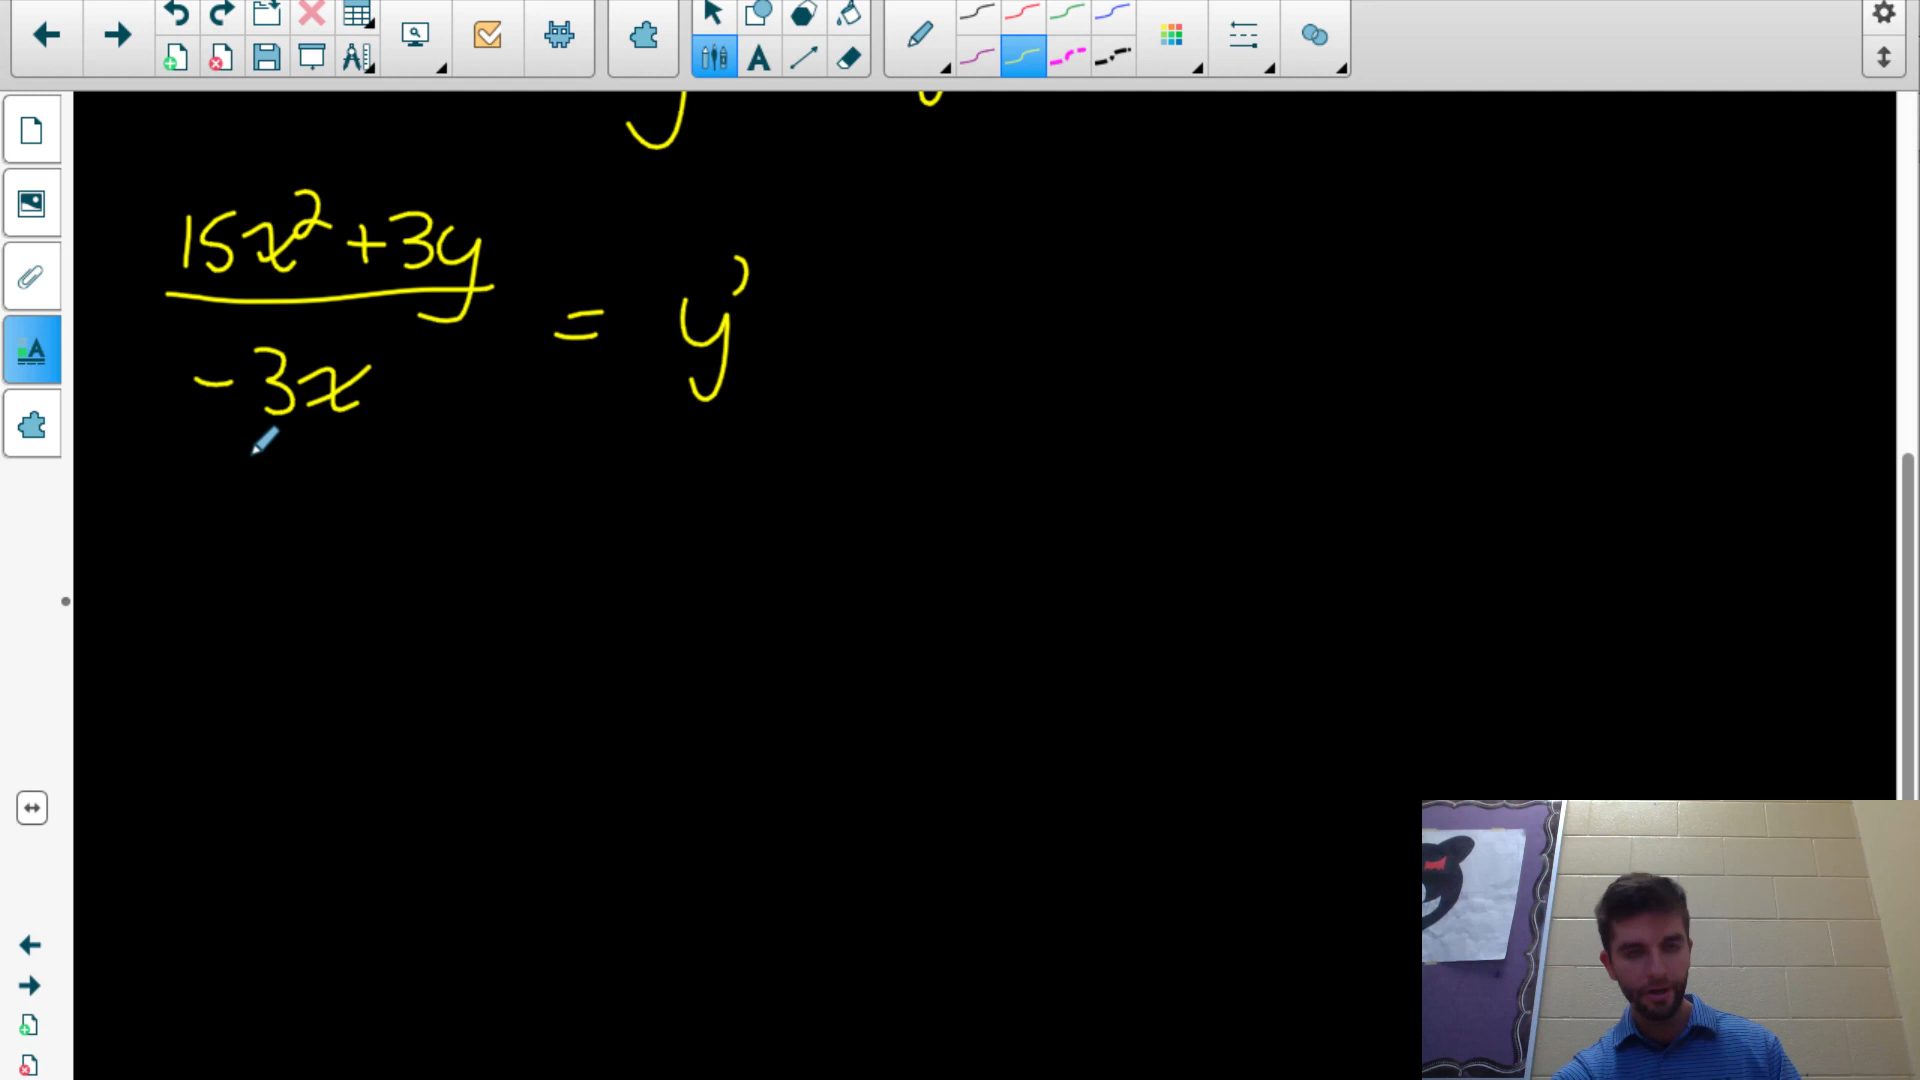 15x² + 3y
- 3x
= y'